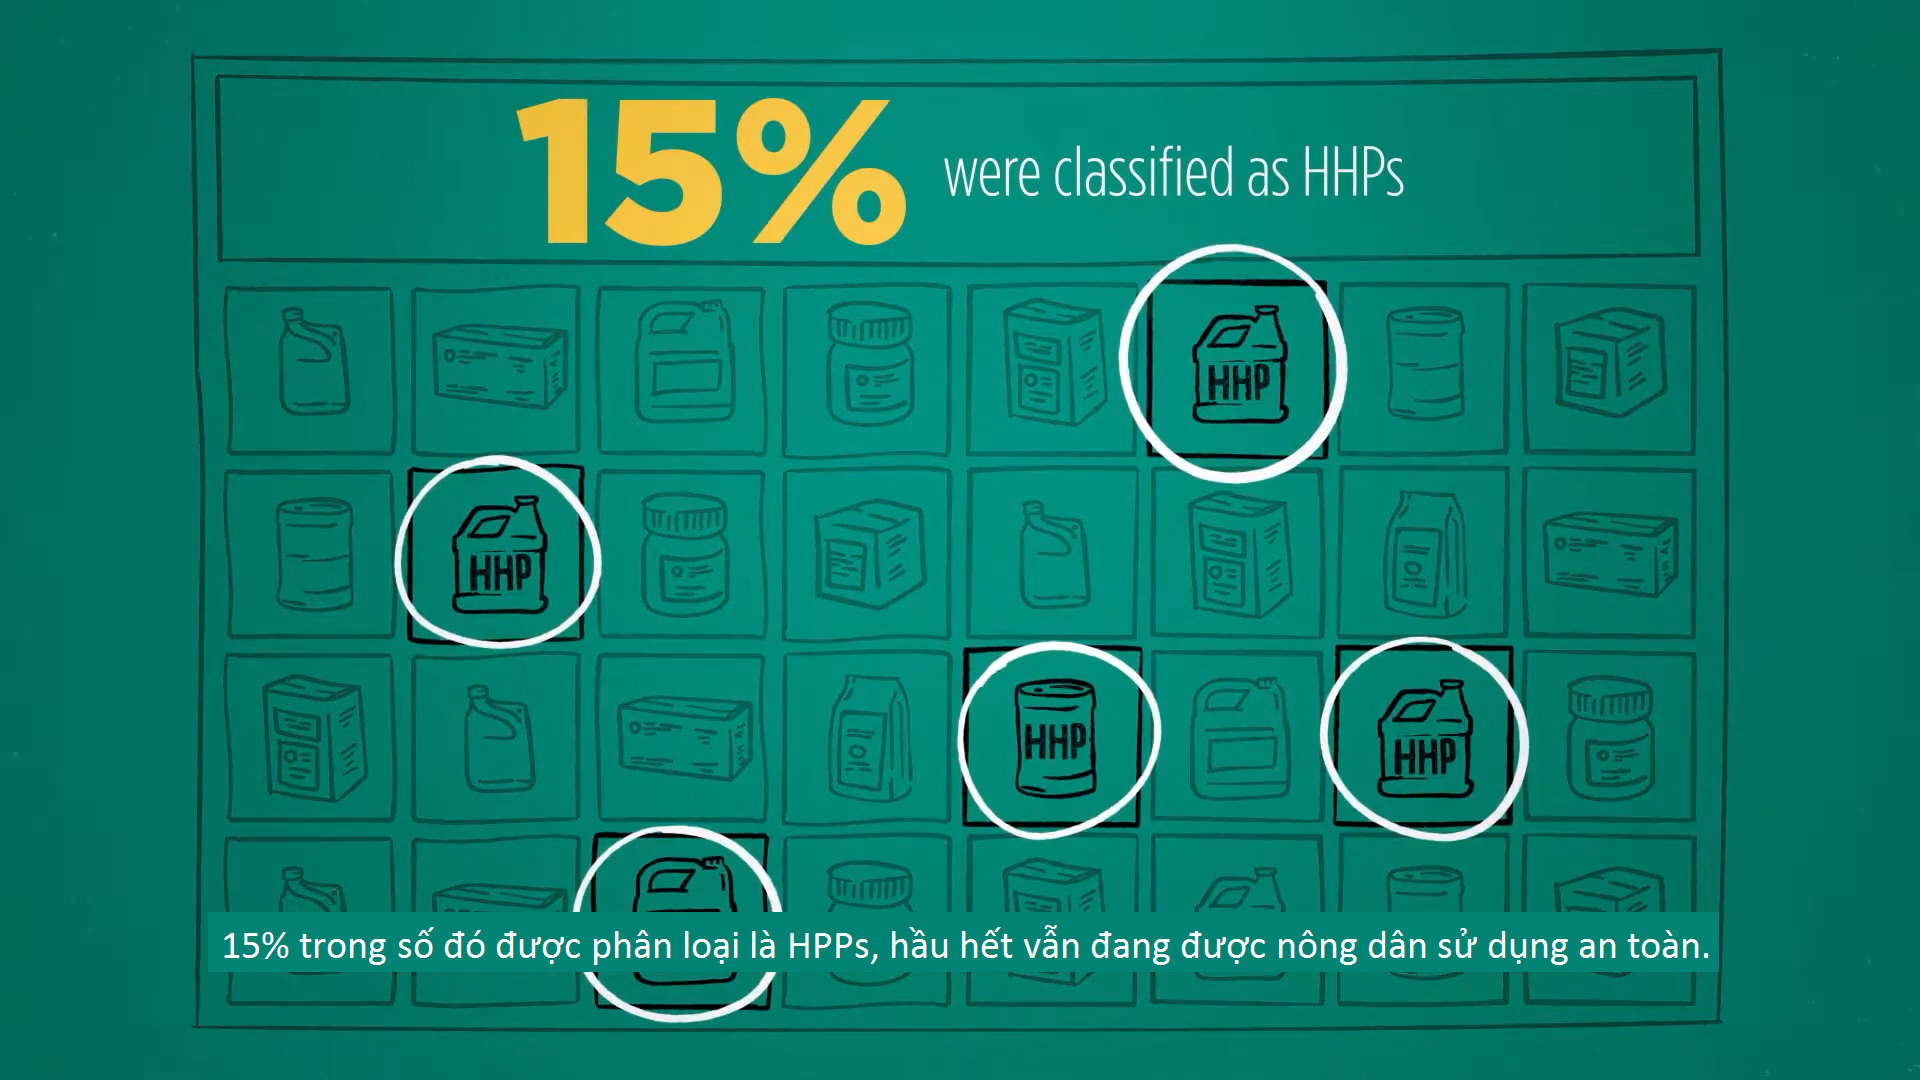 15% were classified as HHPs
HHP
HHP
HHP
HHP
15% trong số đó được phân loại là HPPs, hầu hết vẫn đang được nông dân sử dụng an toàn.